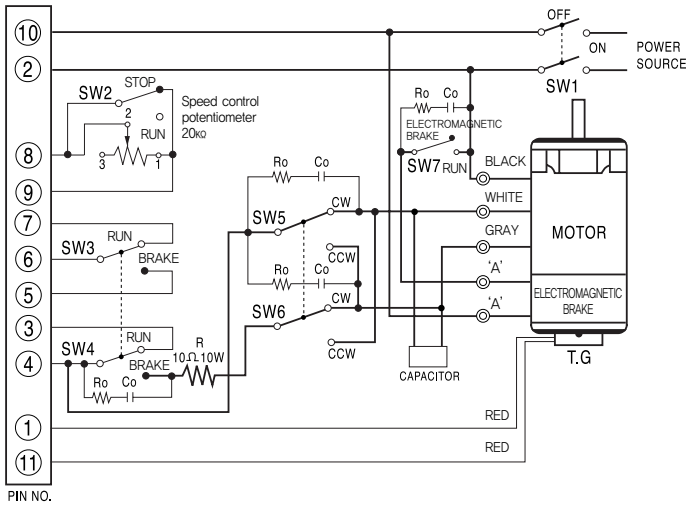 OFF
10
ON
POWER
SOURCE
2
SW1
STOP
SW2
Ro Co
Speed control
potentiometer
20KΩ
2
RUN
ELECTROMAGNETIC
BRAKE
8
3
1
Ro Co
SW7 RUN
BLACK
9
WHITE
CW
7
SW5
GRAY
MOTOR
RUN
SW3
6
BRAKE
CCW
'A'
5
Ro Co
CW
ELECTROMAGNETIC
BRAKE
'A'
3
SW6
RUN
SW4
R
10Ω 10W
4
BRAKE
CCW
T.G
Ro Co
CAPACITOR
1
RED
11
RED
PIN NO.